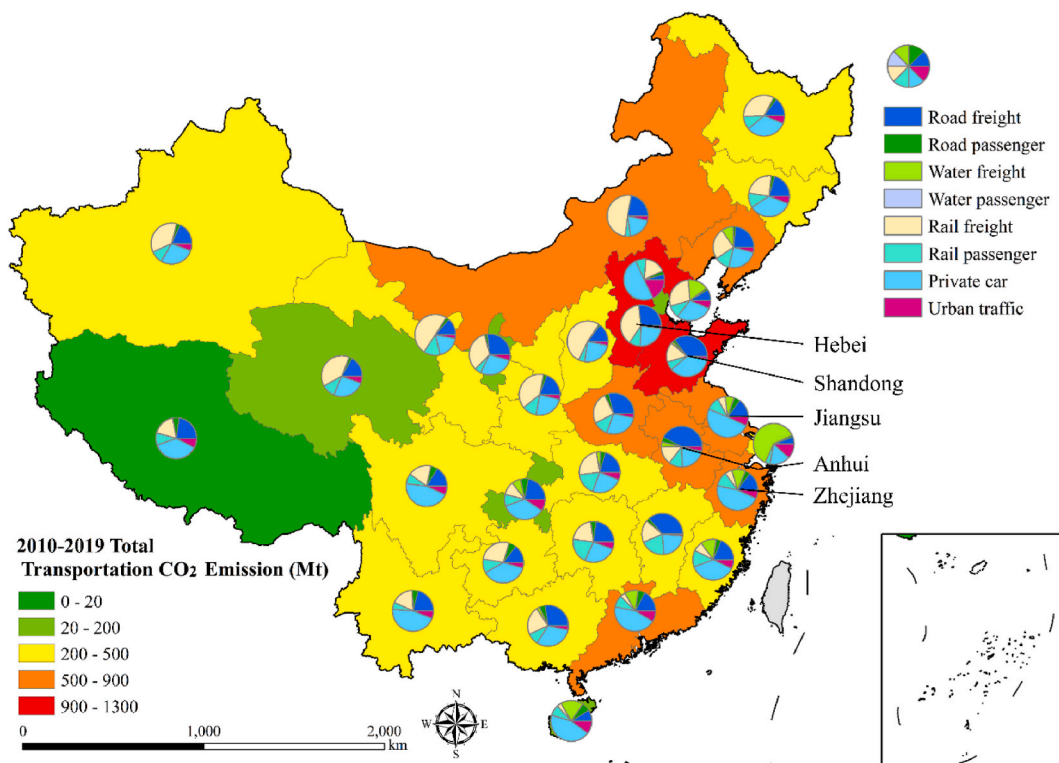 Road freight
Road passenger
Water freight
Water passenger
Rail freight
Rail passenger
Private car
Urban traffic
Hebei
Shandong
Jiangsu
Anhui
Zhejiang
2010-2019 Total
Transportation CO₂ Emission (Mt)
0 - 20
20 - 200
200 - 500
500 - 900
900 - 1300
N
W E
S
0 1,000 2,000
km